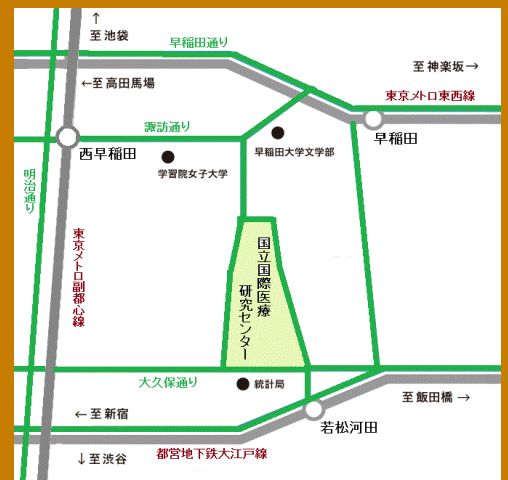 ↑
至 池袋
早稲田通り
至 神楽坂→
←至 高田馬場
東京メトロ東西線
諏訪通り
早稲田
早稲田大学文学部
西早稲田
学習院女子大学
明治通り
東京メトロ副都心線
国立国際医療
研究センター
大久保通り
統計局
至 飯田橋 →
← 至 新宿
若松河田
都営地下鉄大江戸線
↓至 渋谷